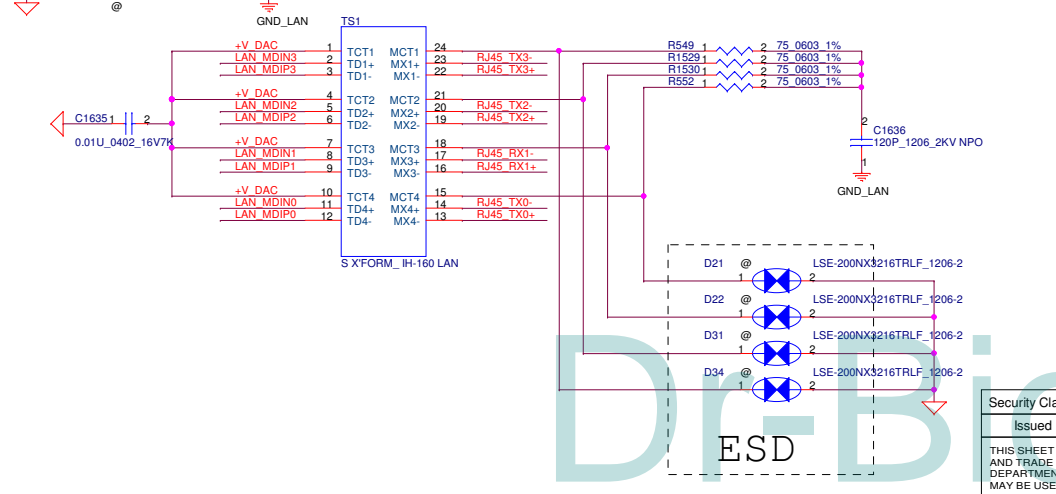 @
GND_LAN
TS1
+V_DAC 1 TCT1 MCT1 24
LAN_MDIN3 2 TD1+ MX1+ 23 RJ45_TX3-
LAN_MDIP3 3 TD1- MX1- 22 RJ45_TX3+
+V_DAC 4 TCT2 MCT2 21
LAN_MDIN2 5 TD2+ MX2+ 20 RJ45_TX2-
LAN_MDIP2 6 TD2- MX2- 19 RJ45_TX2+
+V_DAC 7 TCT3 MCT3 18
LAN_MDIN1 8 TD3+ MX3+ 17 RJ45_RX1-
LAN_MDIP1 9 TD3- MX3- 16 RJ45_RX1+
+V_DAC 10 TCT4 MCT4 15
LAN_MDIN0 11 TD4+ MX4+ 14 RJ45_TX0-
LAN_MDIP0 12 TD4- MX4- 13 RJ45_TX0+
S X'FORM_ IH-160 LAN
C1635 1 2
0.01U_0402_16V7K
R549 1 2 75_0603_1%
R1529 1 2 75_0603_1%
R1530 1 2 75_0603_1%
R552 1 2 75_0603_1%
2
C1636
120P_1206_2KV NPO
1
GND_LAN
D21 @ 1 2 LSE-200NX3216TRLF_1206-2
D22 @ 1 2 LSE-200NX3216TRLF_1206-2
D31 @ 1 2 LSE-200NX3216TRLF_1206-2
D34 @ 1 2 LSE-200NX3216TRLF_1206-2
ESD
Dr-Bi
Security Cla
Issued
THIS SHEET
AND TRADE
DEPARTMEN
MAY BE USE